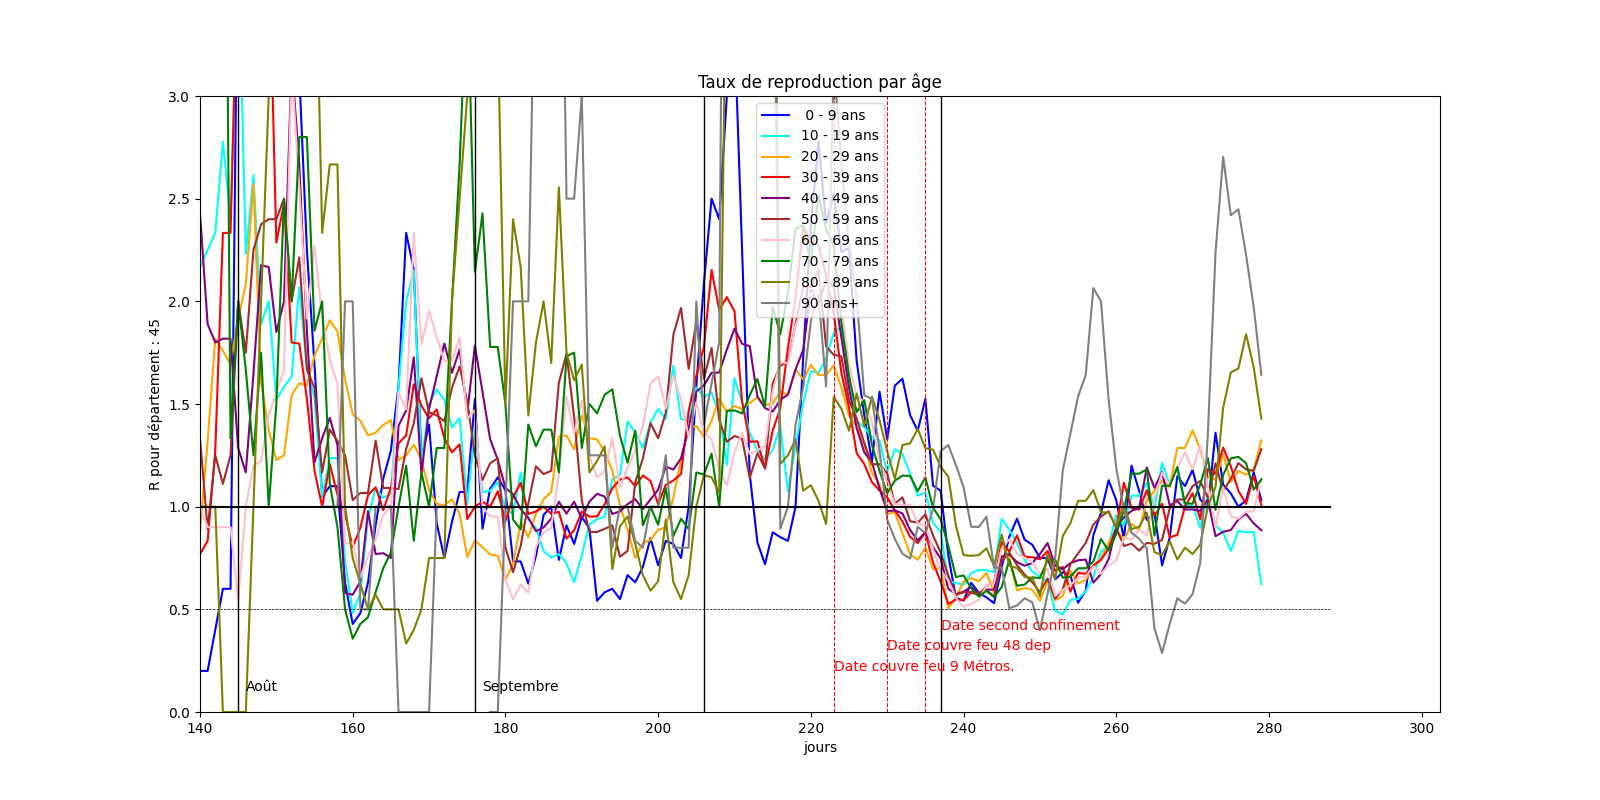 Taux de reproduction par âge
R pour département : 45
3.0
2.5
2.0
1.5
1.0
0.5
0.0
0 - 9 ans
10 - 19 ans
20 - 29 ans
30 - 39 ans
40 - 49 ans
50 - 59 ans
60 - 69 ans
70 - 79 ans
80 - 89 ans
90 ans+
Date second confinement
Date couvre feu 48 dep
Date couvre feu 9 Métros.
Août
Septembre
140 160 180 200 220 240 260 280 300
jours